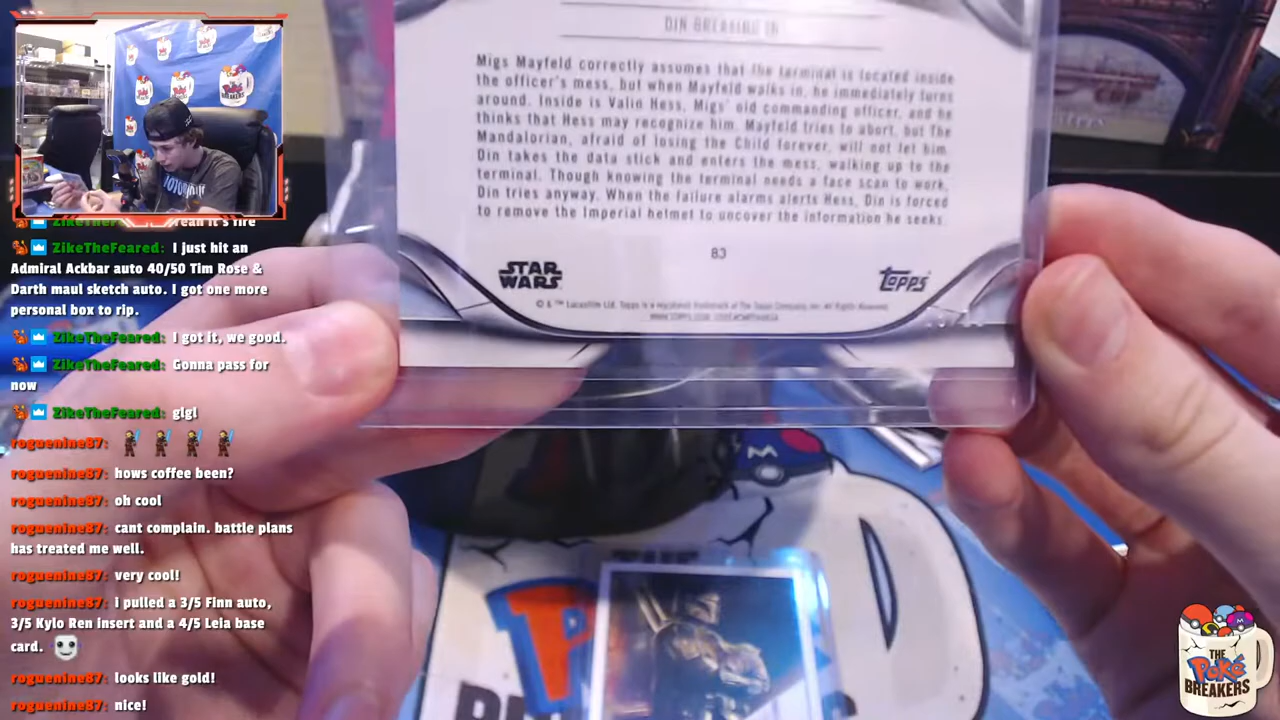 DIN BREAKING IN
Migs Mayfeld correctly assumes that the terminal is located inside
the officer's mess, but when Mayfeld walks in, he immediately turns
around. Inside is Valin Hess, Migs' old commanding officer, and he
thinks that Hess may recognize him. Mayfeld tries to abort, but the
Mandalorian, afraid of losing the Child forever, will not let him.
Din takes the data stick and enters the mess, walking up to the
terminal. Though knowing the terminal needs a face scan to work,
Din tries anyway. When the failure alarms alerts Hess, Din is forced
to remove the Imperial helmet to uncover the information he seeks.
83
STAR
WARS
topps
yeah it's fire
ZikeTheFeared: I just hit an
Admiral Ackbar auto 40/50 Tim Rose &
Darth maul sketch auto. I got one more
personal box to rip.
ZikeTheFeared: I got it, we good.
ZikeTheFeared: Gonna pass for
now
ZikeTheFeared: gigi
roguenine87:
roguenine87: hows coffee been?
roguenine87: oh cool
roguenine87: cant complain. battle plans
has treated me well.
roguenine87: very cool!
roguenine87: i pulled a 3/5 Finn auto,
3/5 Kylo Ren insert and a 4/5 Leia base
card.
roguenine87: looks like gold!
roguenine87: nice!
THE
Poké
BREAKERS